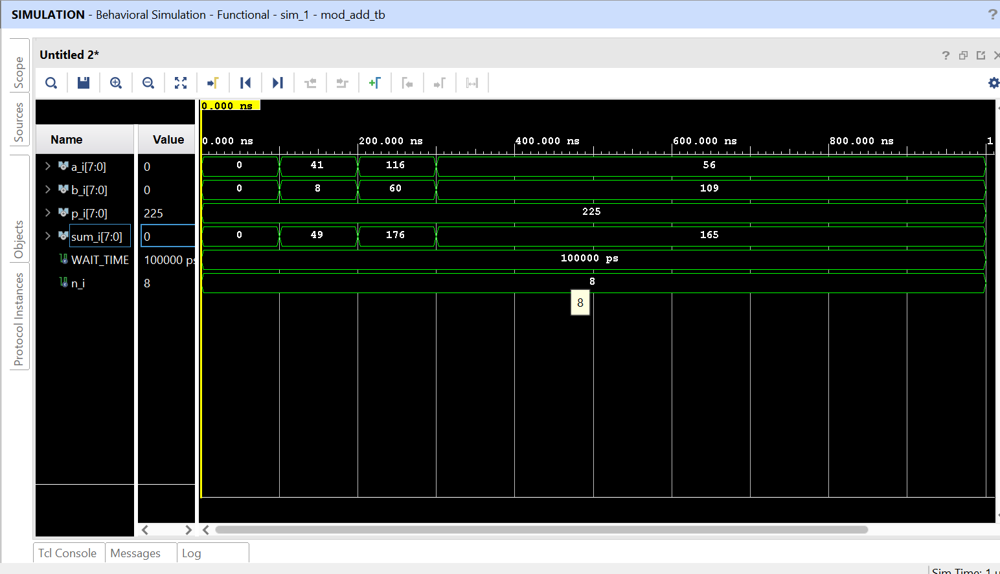 SIMULATION - Behavioral Simulation - Functional - sim_1 - mod_add_tb ?
Scope
Sources
Objects
Protocol Instances
Untitled 2* ?
0.000 ns
Name Value
0.000 ns 200.000 ns 400.000 ns 600.000 ns 800.000 ns 1
a_i[7:0] 0 0 41 116 56
b_i[7:0] 0 0 8 60 109
p_i[7:0] 225 225
sum_i[7:0] 0 0 49 176 165
WAIT_TIME 100000 ps 100000 ps
n_i 8 8
8
Tcl Console Messages Log
Sim Time: 1 u